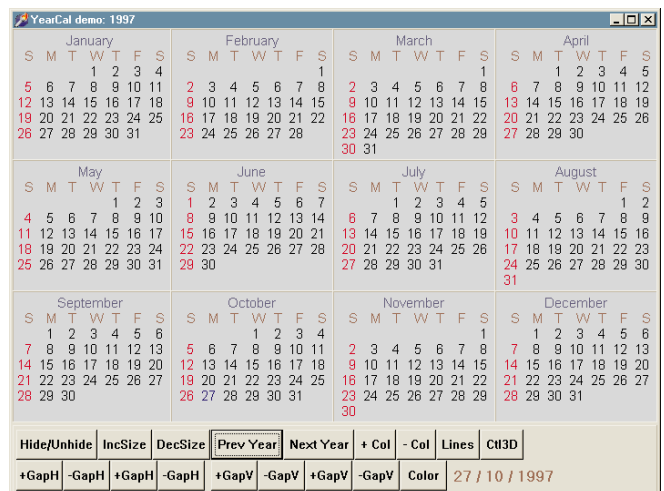 YearCal demo: 1997
January February March April
S M T W T F S S M T W T F S S M T W T F S S M T W T F S
1 2 3 4 1 1 1 2 3 4 5
5 6 7 8 9 10 11 2 3 4 5 6 7 8 2 3 4 5 6 7 8 6 7 8 9 10 11 12
12 13 14 15 16 17 18 9 10 11 12 13 14 15 9 10 11 12 13 14 15 13 14 15 16 17 18 19
19 20 21 22 23 24 25 16 17 18 19 20 21 22 16 17 18 19 20 21 22 20 21 22 23 24 25 26
26 27 28 29 30 31 23 24 25 26 27 28 23 24 25 26 27 28 29 27 28 29 30
30 31
May June July August
S M T W T F S S M T W T F S S M T W T F S S M T W T F S
1 2 3 1 2 3 4 5 6 7 1 2 3 4 5 1 2
4 5 6 7 8 9 10 8 9 10 11 12 13 14 6 7 8 9 10 11 12 3 4 5 6 7 8 9
11 12 13 14 15 16 17 15 16 17 18 19 20 21 13 14 15 16 17 18 19 10 11 12 13 14 15 16
18 19 20 21 22 23 24 22 23 24 25 26 27 28 20 21 22 23 24 25 26 17 18 19 20 21 22 23
25 26 27 28 29 30 31 29 30 27 28 29 30 31 24 25 26 27 28 29 30
31
September October November December
S M T W T F S S M T W T F S S M T W T F S S M T W T F S
1 2 3 4 5 6 1 2 3 4 1 1 2 3 4 5 6
7 8 9 10 11 12 13 5 6 7 8 9 10 11 2 3 4 5 6 7 8 7 8 9 10 11 12 13
14 15 16 17 18 19 20 12 13 14 15 16 17 18 9 10 11 12 13 14 15 14 15 16 17 18 19 20
21 22 23 24 25 26 27 19 20 21 22 23 24 25 16 17 18 19 20 21 22 21 22 23 24 25 26 27
28 29 30 26 27 28 29 30 31 23 24 25 26 27 28 29 28 29 30 31
30
Hide/Unhide IncSize DecSize Prev Year Next Year + Col - Col Lines Ctl3D
+GapH -GapH +GapH -GapH +GapV -GapV +GapV -GapV Color 27 / 10 / 1997